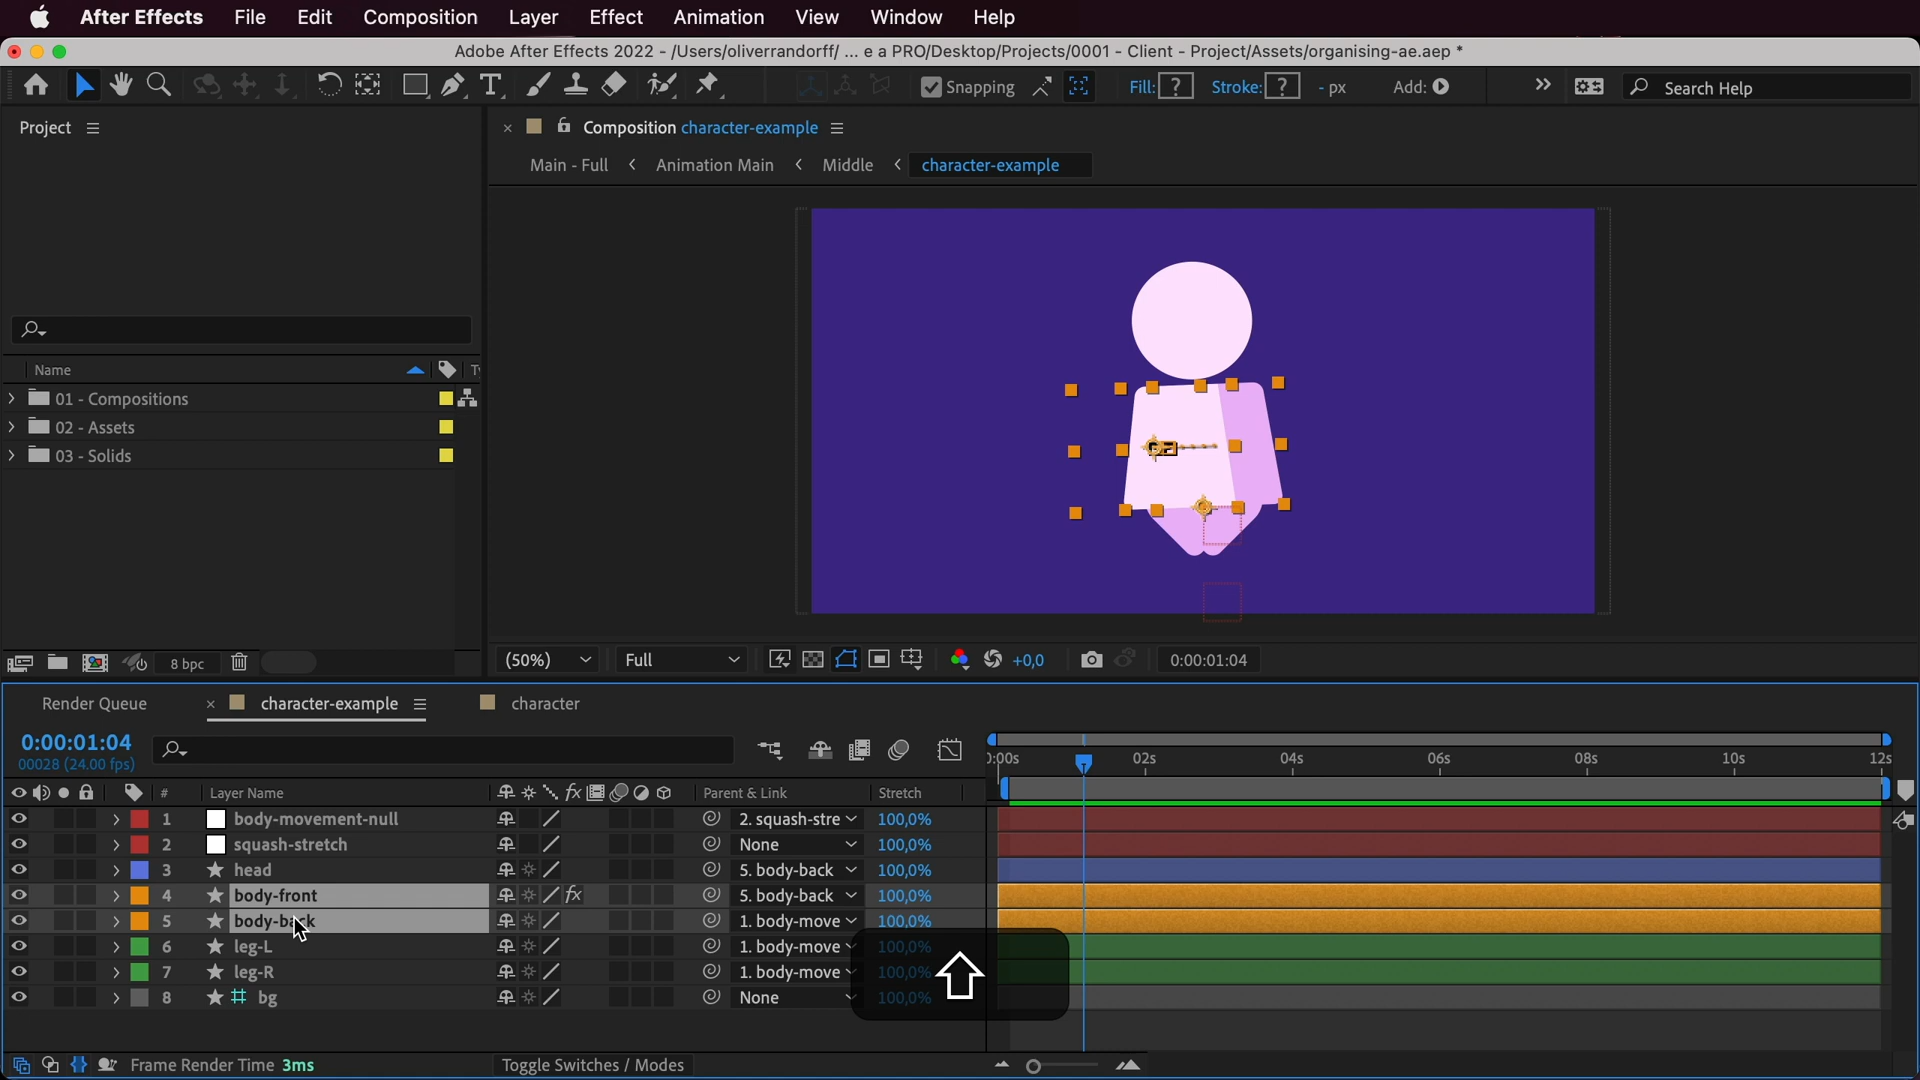 After Effects File Edit Composition Layer Effect Animation View Window Help
Adobe After Effects 2022 - /Users/oliverrandorff/ ... e a PRO/Desktop/Projects/0001 - Client - Project/Assets/organising-ae.aep *
Snapping Fill: ? Stroke: ? - px Add: Search Help
Project
Composition character-example
Main - Full Animation Main Middle character-example
Name Ty
01 - Compositions
02 - Assets
03 - Solids
8 bpc
(50%) Full +0,0 0:00:01:04
Render Queue character-example character
0:00:01:04
00028 (24.00 fps)
0:00s 02s 04s 06s 08s 10s 12s
# Layer Name fx Parent & Link Stretch
1 body-movement-null 2. squash-stre 100,0%
2 squash-stretch None 100,0%
3 head 5. body-back 100,0%
4 body-front fx 5. body-back 100,0%
5 body-back 1. body-move 100,0%
6 leg-L 1. body-move 100,0%
7 leg-R 1. body-move 100,0%
8 bg None 100,0%
Frame Render Time 3ms Toggle Switches / Modes